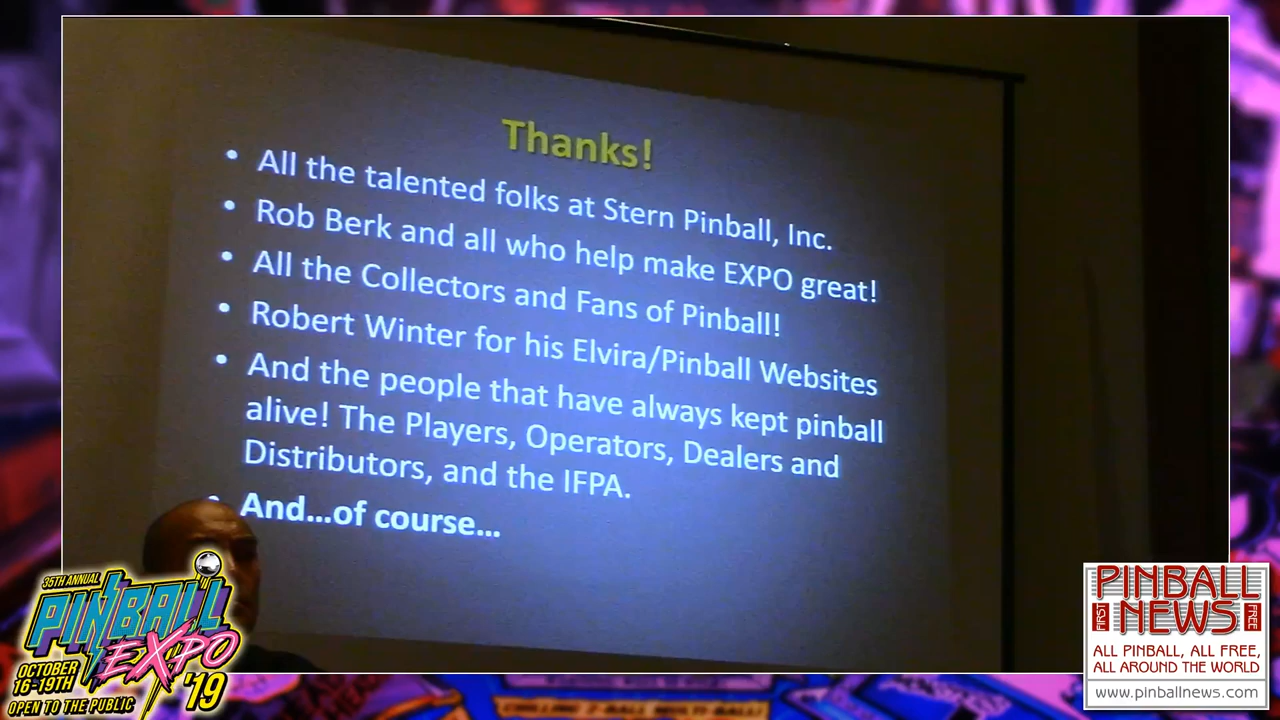 Thanks!
• All the talented folks at Stern Pinball, Inc.
• Rob Berk and all who help make EXPO great!
• All the Collectors and Fans of Pinball!
• Robert Winter for his Elvira/Pinball Websites
• And the people that have always kept pinball
alive! The Players, Operators, Dealers and
Distributors, and the IFPA.
• And...of course...
35TH ANNUAL
PINBALL
EXPO
OCTOBER
16-19TH
'19
OPEN TO THE PUBLIC
PINBALL
FIRST NEWS FREE
ALL PINBALL, ALL FREE,
ALL AROUND THE WORLD
www.pinballnews.com